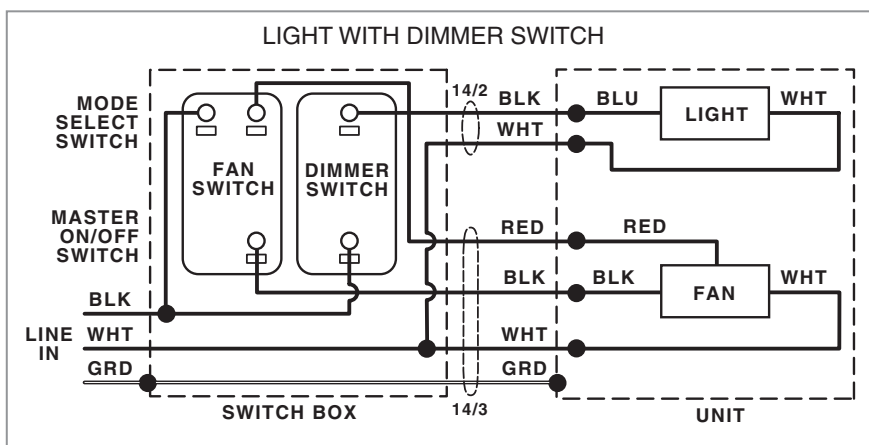 LIGHT WITH DIMMER SWITCH
14/2
BLK
BLU
LIGHT
WHT
WHT
MODE
SELECT
SWITCH
FAN
SWITCH
DIMMER
SWITCH
MASTER
ON/OFF
SWITCH
RED
RED
BLK
BLK
FAN
WHT
BLK
LINE
IN
WHT
WHT
GRD
GRD
SWITCH BOX
14/3
UNIT